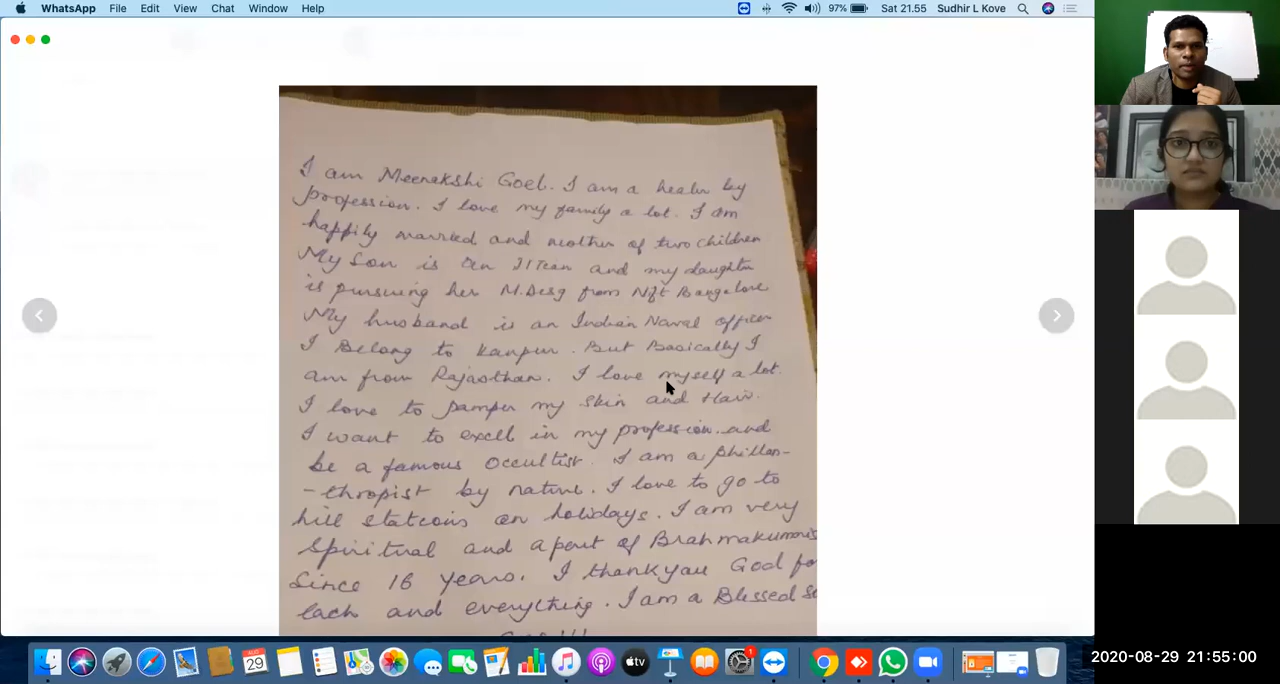 WhatsApp File Edit View Chat Window Help 97% Sat 21.55 Sudhir L Kove
I am Meenakshi Goel. I am a healer by
profession. I love my family a lot. I am
happily married and mother of two children
My Son is an IITean and my daughter
is pursuing her M.Desg from Nift Bangalore
My husband is an Indian Naval officer
I Belong to Kanpur. But Basically I
am from Rajasthan. I love myself a lot.
I love to pamper my skin and Hair.
I want to excell in my profession and
be a famous occultist. I am a phillan-
-thropist by nature. I love to go to
hill stations on holidays. I am very
spiritual and a part of Brahmakumaris
Since 16 years. I thankyou God for
each and everything. I am a Blessed
AUG
29
1
tv
2020-08-29 21:55:00